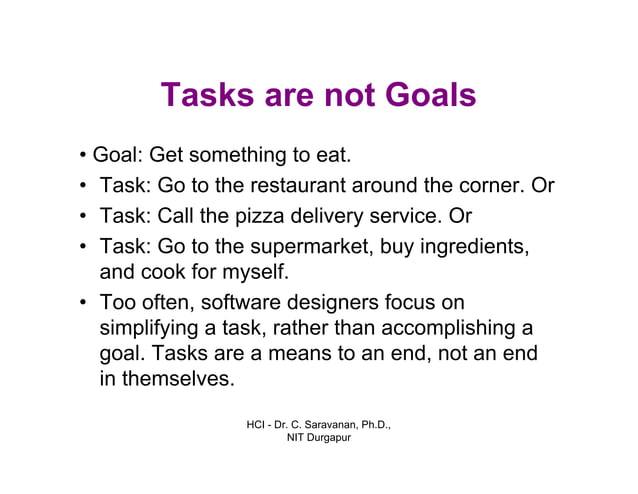 Tasks are not Goals
• Goal: Get something to eat.
• Task: Go to the restaurant around the corner. Or
• Task: Call the pizza delivery service. Or
• Task: Go to the supermarket, buy ingredients,
and cook for myself.
• Too often, software designers focus on
simplifying a task, rather than accomplishing a
goal. Tasks are a means to an end, not an end
in themselves.
HCI - Dr. C. Saravanan, Ph.D.,
NIT Durgapur